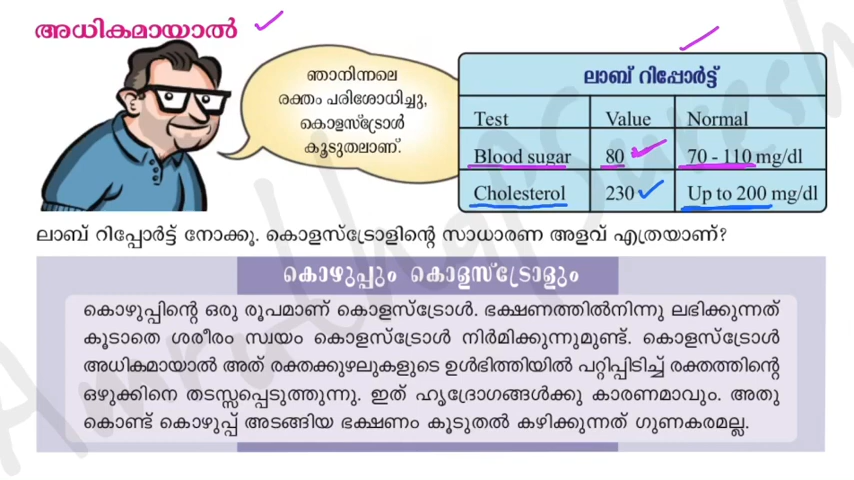 അധികമായാൽ
ഞാനിന്നലെ
രക്തം പരിശോധിച്ചു,
കൊളസ്ട്രോൾ
കൂടുതലാണ്.
ലാബ് റിപ്പോർട്ട്
Test Value Normal
Blood sugar 80 70 - 110 mg/dl
Cholesterol 230 Up to 200 mg/dl
ലാബ് റിപ്പോർട്ട് നോക്കൂ. കൊളസ്ട്രോളിന്റെ സാധാരണ അളവ് എത്രയാണ്?
കൊഴുപ്പും കൊളസ്ട്രോളും
കൊഴുപ്പിന്റെ ഒരു രൂപമാണ് കൊളസ്ട്രോൾ. ഭക്ഷണത്തിൽനിന്നു ലഭിക്കുന്നത്
കൂടാതെ ശരീരം സ്വയം കൊളസ്ട്രോൾ നിർമിക്കുന്നുമുണ്ട്. കൊളസ്ട്രോൾ
അധികമായാൽ അത് രക്തക്കുഴലുകളുടെ ഉൾഭിത്തിയിൽ പറ്റിപ്പിടിച്ച് രക്തത്തിന്റെ
ഒഴുക്കിനെ തടസ്സപ്പെടുത്തുന്നു. ഇത് ഹൃദ്രോഗങ്ങൾക്കു കാരണമാവും. അതു
കൊണ്ട് കൊഴുപ്പ് അടങ്ങിയ ഭക്ഷണം കൂടുതൽ കഴിക്കുന്നത് ഗുണകരമല്ല.